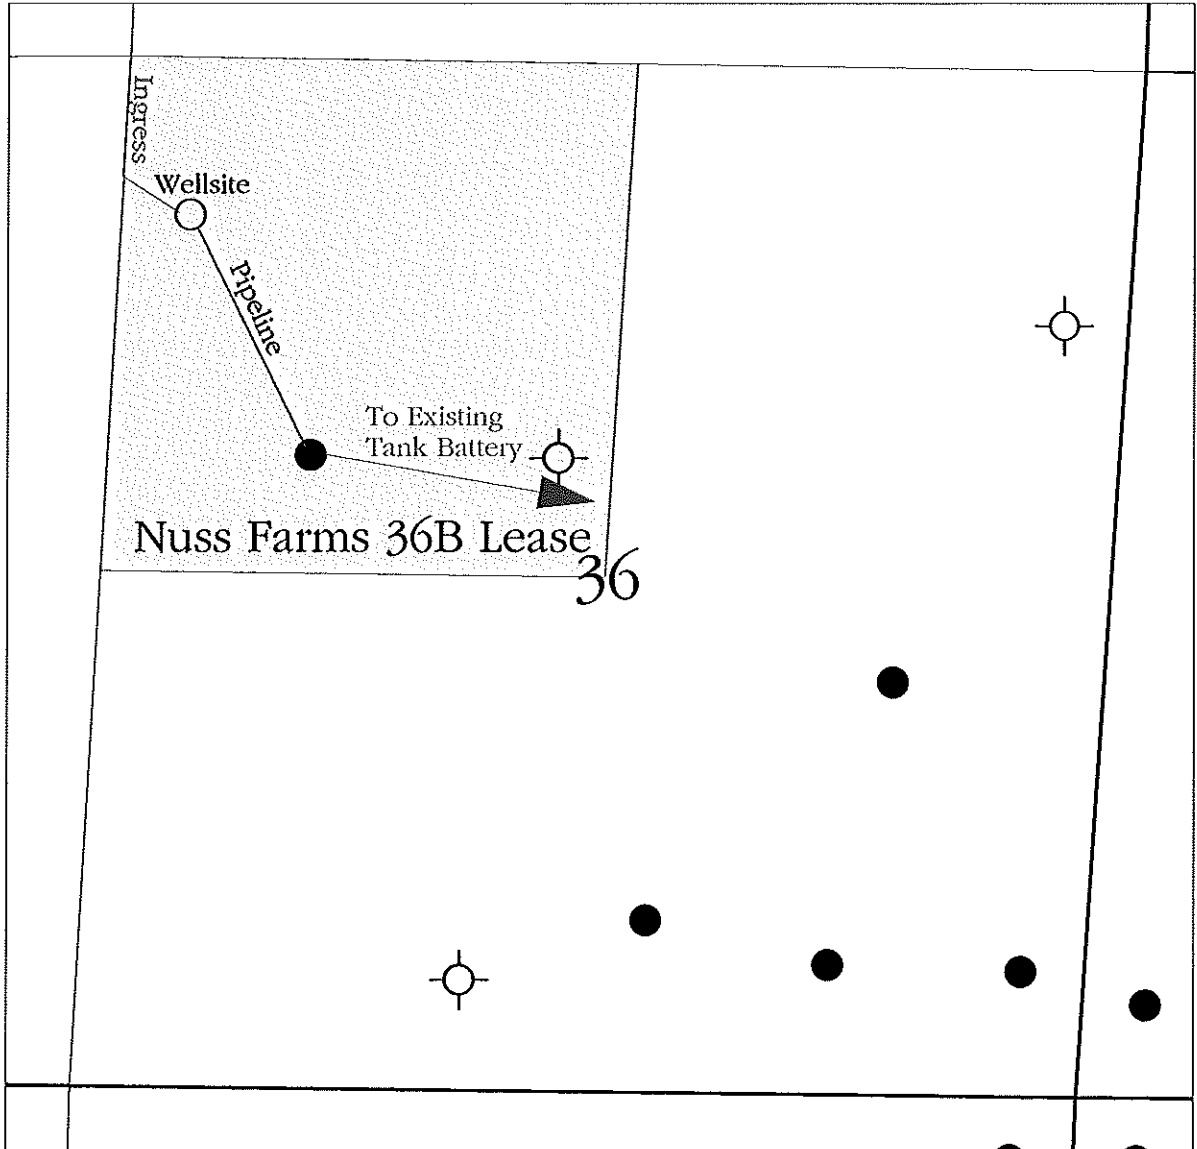 Ingress
Wellsite
Pipeline
To Existing
Tank Battery
Nuss Farms 36B Lease
36